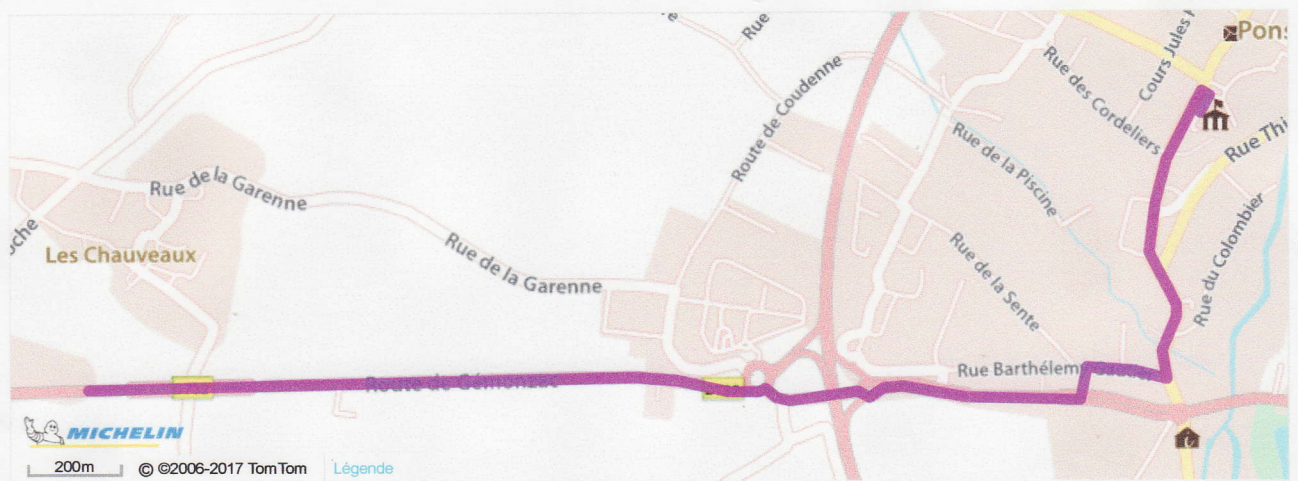 Rue
Cours Jules
Pons
Route de Coudenne
Rue des Cordeliers
Rue de la Piscine
Rue Thi
Rue de la Garenne
Les Chauveaux
Rue de la Garenne
Rue de la Sente
Rue du Colombier
Route de Gémonzac
Rue Barthélemy Gautier
MICHELIN
200m © ©2006-2017 TomTom Légende